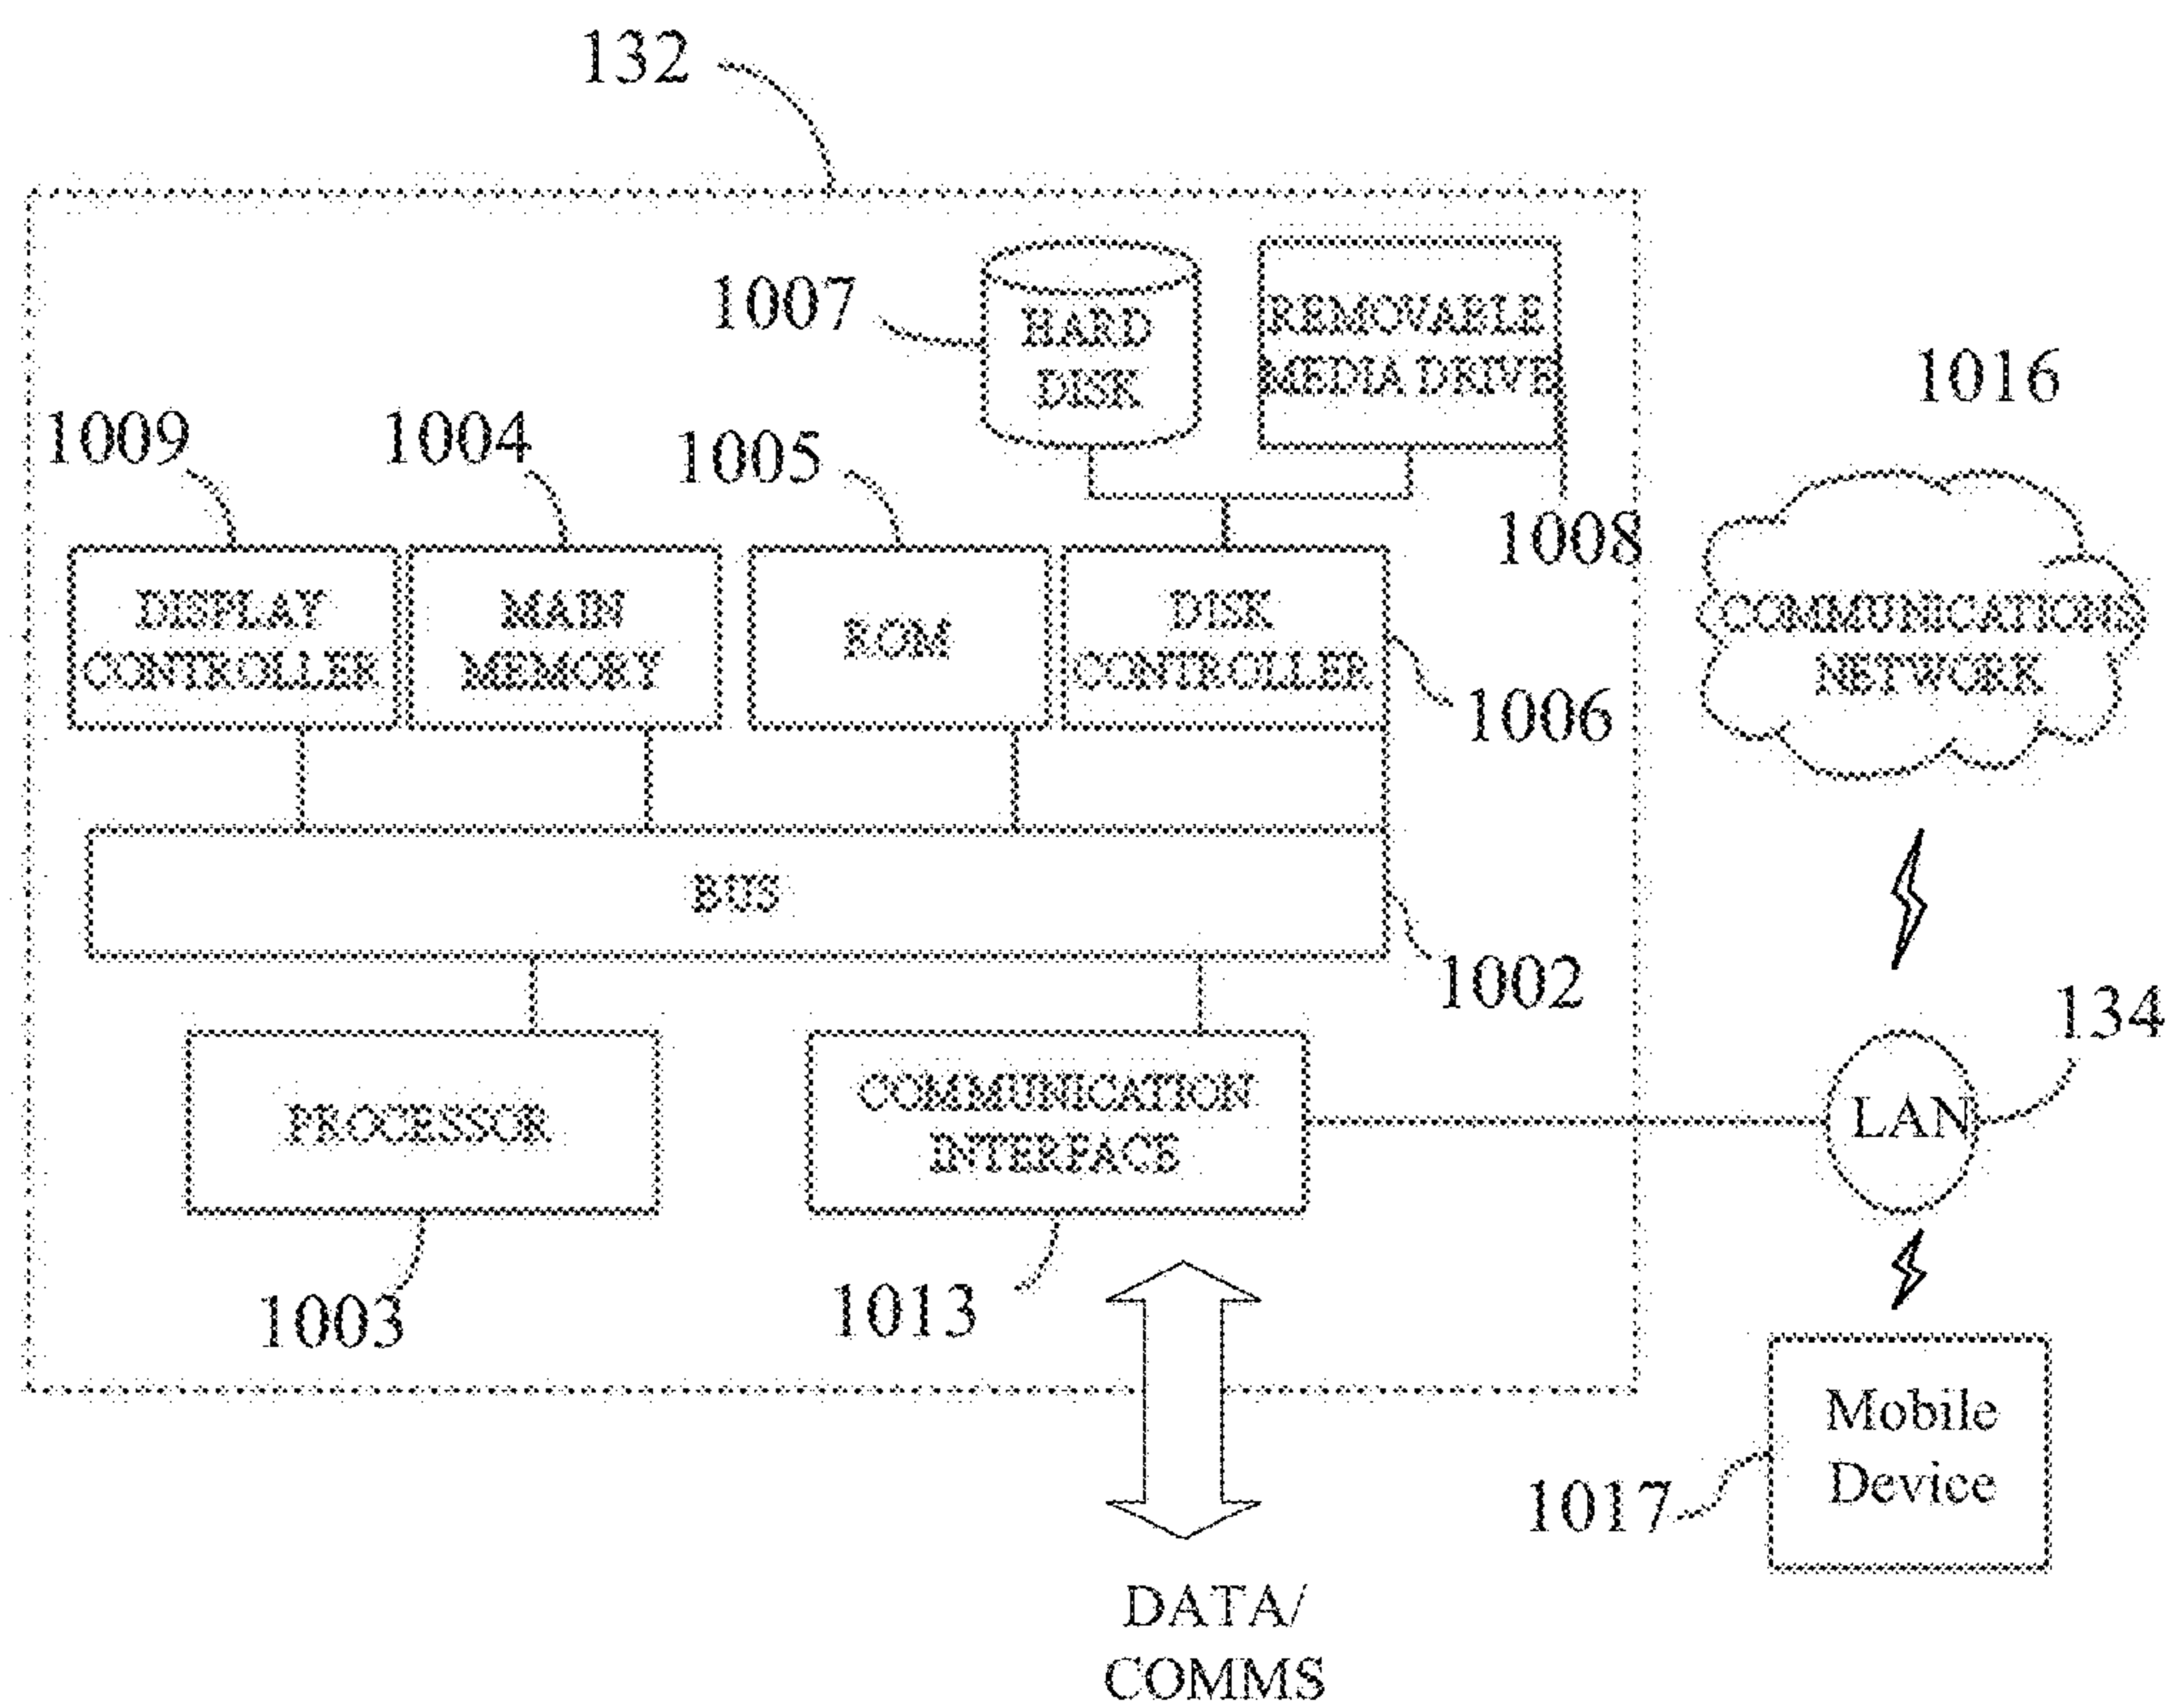 132
1007
HARD
DISK
REMOVABLE
MEDIA DRIVE
1016
1009
1004
1005
1008
DISPLAY
CONTROLLER
MAIN
MEMORY
ROM
DISK
CONTROLLER
1006
COMMUNICATIONS
NETWORK
BUS
1002
134
PROCESSOR
COMMUNICATION
INTERFACE
LAN
1003
1013
Mobile
Device
1017
DATA/
COMMS